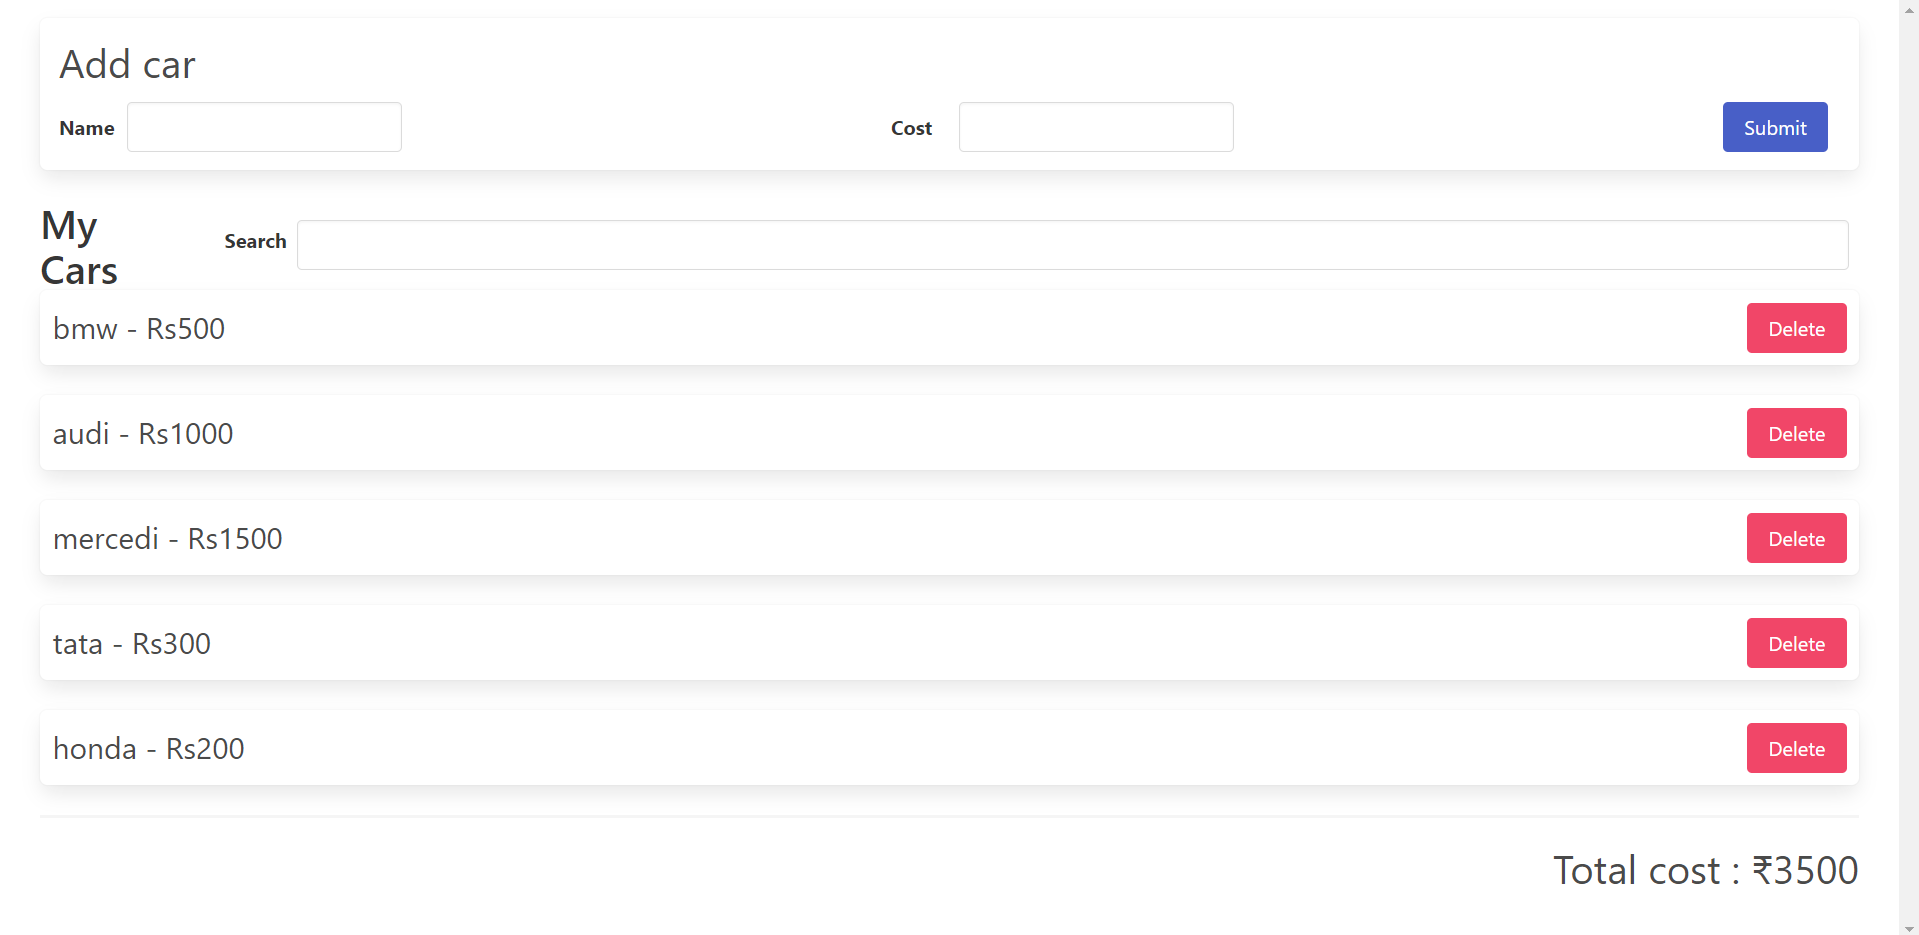 Add car
Name Cost Submit
My
Cars
Search
bmw - Rs500 Delete
audi - Rs1000 Delete
mercedi - Rs1500 Delete
tata - Rs300 Delete
honda - Rs200 Delete
Total cost : ₹3500